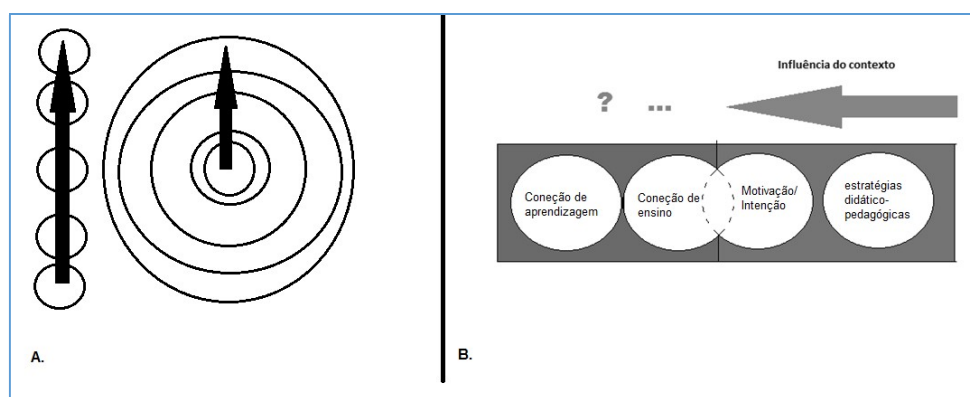 Influência do contexto
? ...
Coneção de
aprendizagem
Coneção de
ensino
Motivação/
Intenção
estratégias
didático-
pedagógicas
A.
B.